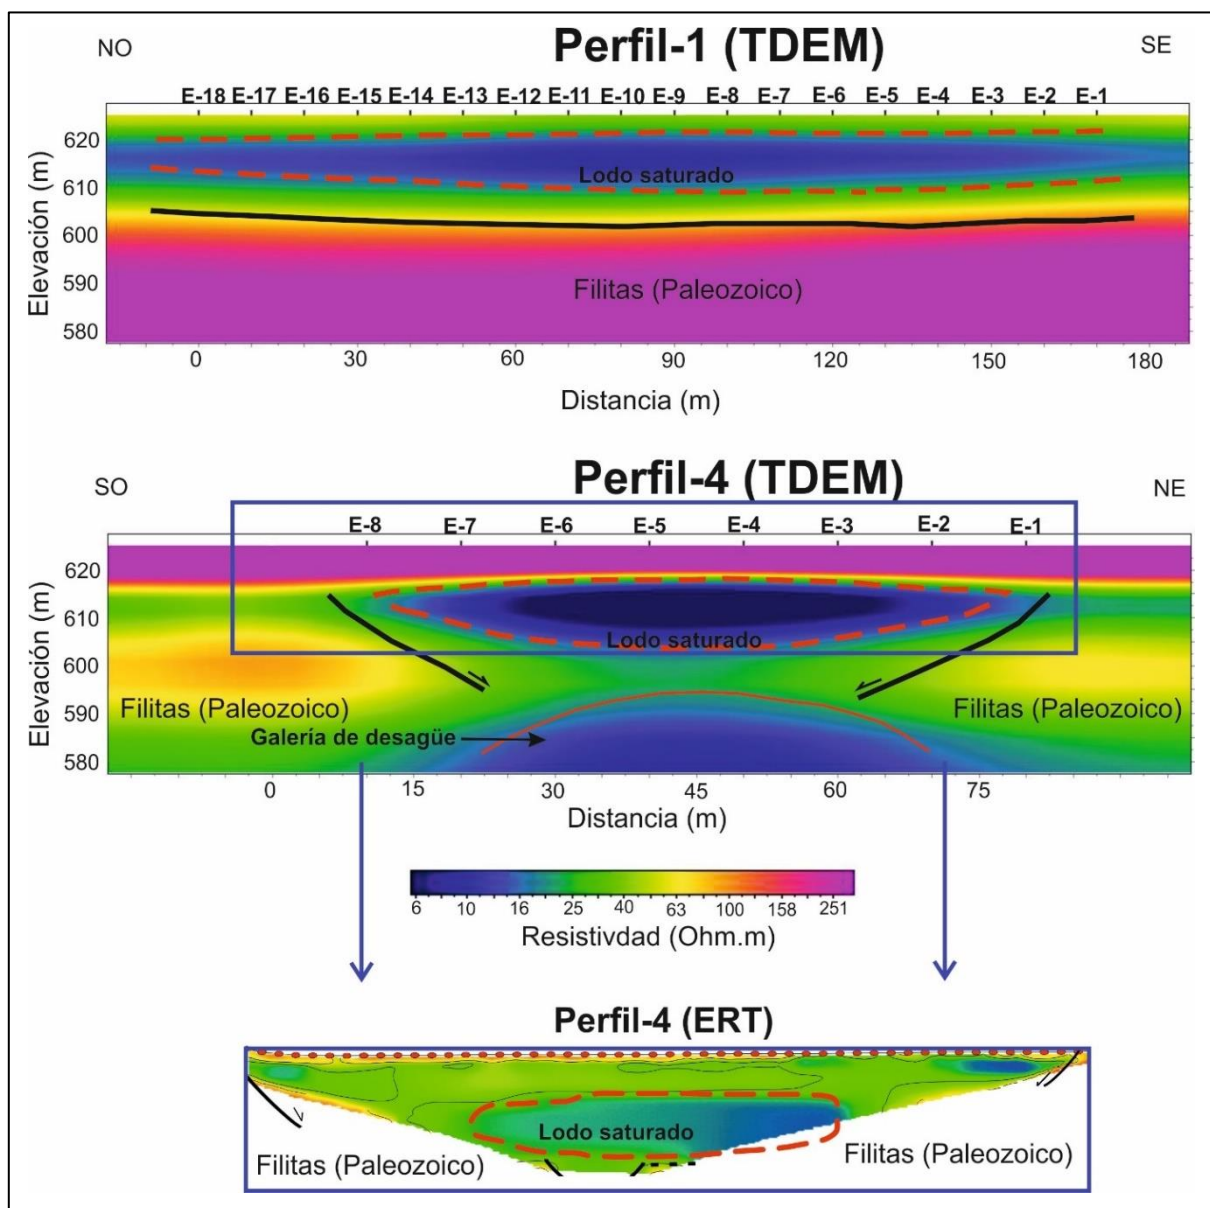 NO
Perfil-1 (TDEM)
SE
E-18 E-17 E-16 E-15 E-14 E-13 E-12 E-11 E-10 E-9 E-8 E-7 E-6 E-5 E-4 E-3 E-2 E-1
Elevación (m)
620
610
600
590
580
Lodo saturado
Filitas (Paleozoico)
0 30 60 90 120 150 180
Distancia (m)
SO
Perfil-4 (TDEM)
NE
E-8 E-7 E-6 E-5 E-4 E-3 E-2 E-1
Elevación (m)
620
610
600
590
580
Lodo saturado
Filitas (Paleozoico)
Filitas (Paleozoico)
Galería de desagüe
0 15 30 45 60 75
Distancia (m)
6 10 16 25 40 63 100 158 251
Resistivdad (Ohm.m)
Perfil-4 (ERT)
Lodo saturado
Filitas (Paleozoico)
Filitas (Paleozoico)